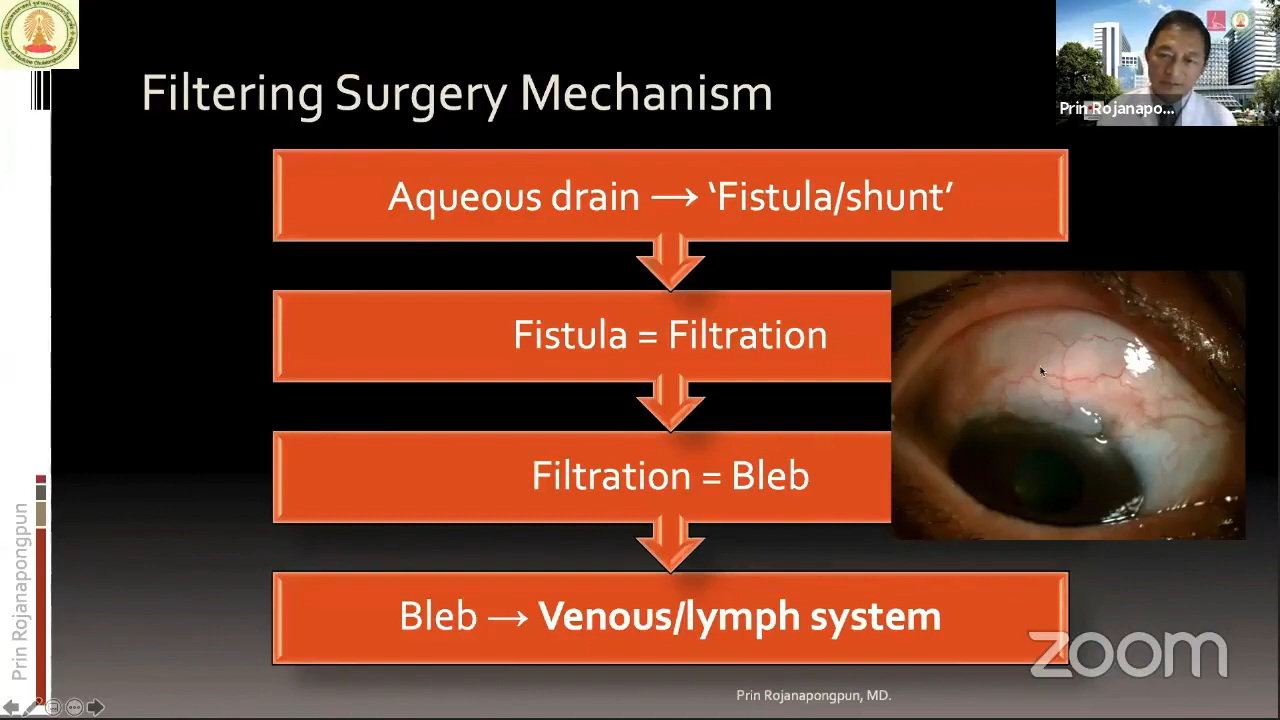 Filtering Surgery Mechanism
Prin Rojanapo...
Aqueous drain → ‘Fistula/shunt’
Fistula = Filtration
Filtration = Bleb
Bleb → Venous/lymph system
Prin Rojanapongpun
zoom
Prin Rojanapongpun, MD.